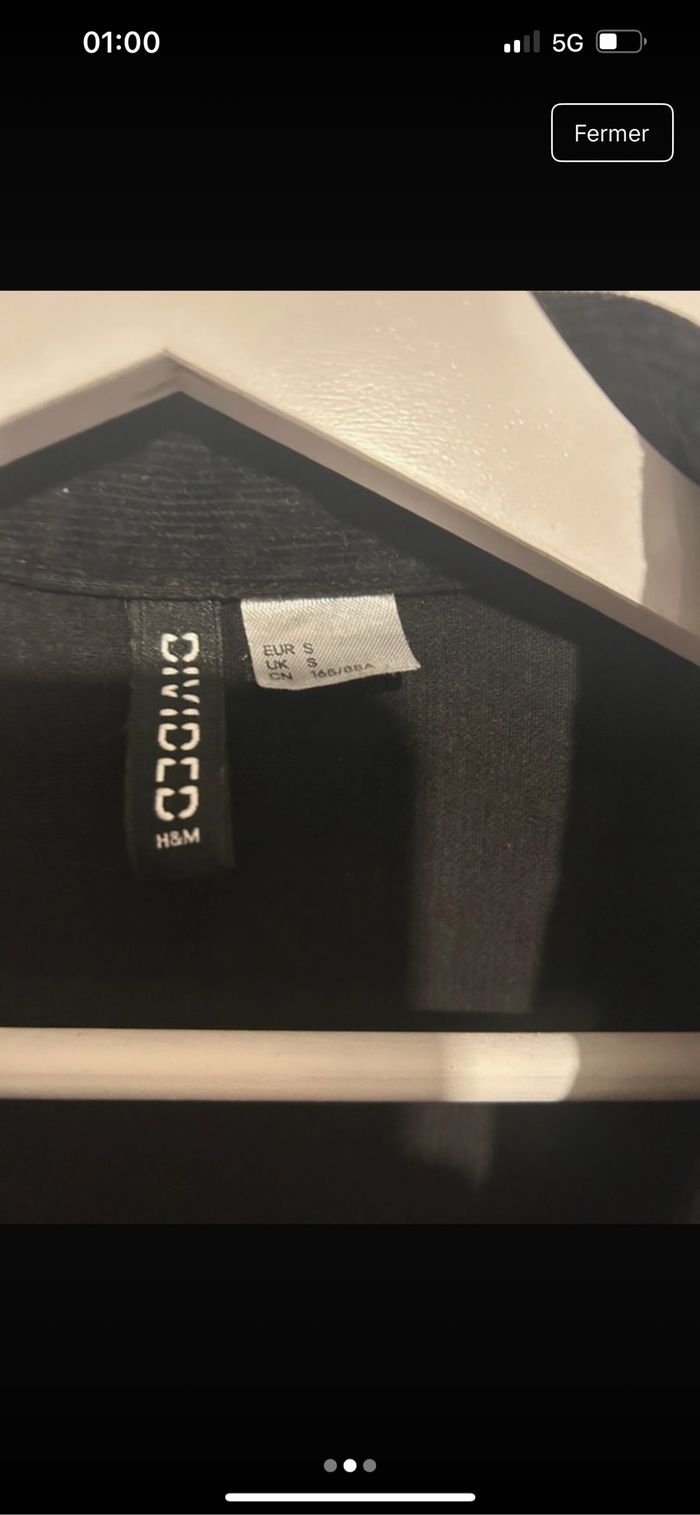 01:00
5G
Fermer
DIVIDED
H&M
EUR S
UK S
CN 165/88A